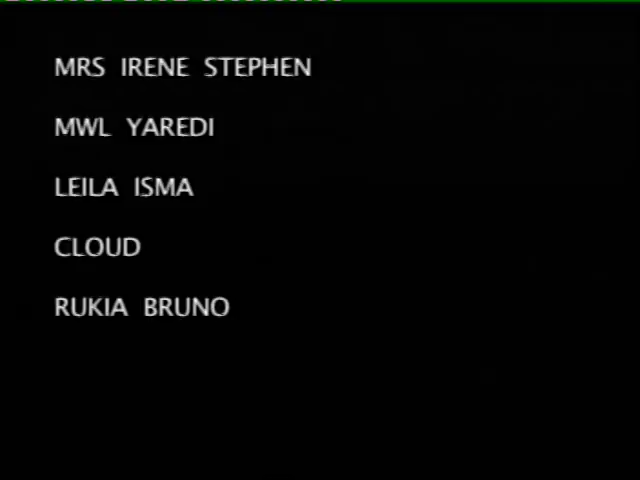 MRS IRENE STEPHEN
MWL YAREDI
LEILA ISMA
CLOUD
RUKIA BRUNO